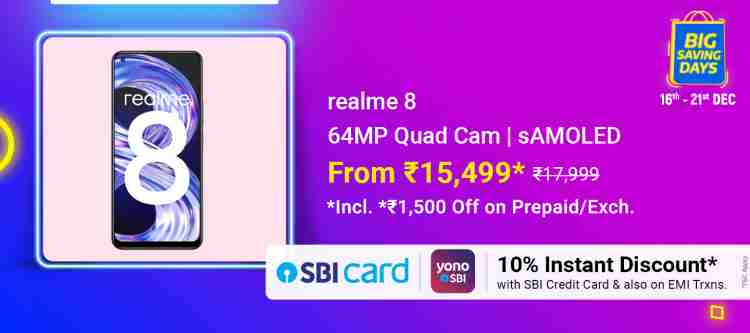 realme
8
realme 8
64MP Quad Cam | sAMOLED
From ₹15,499* ₹17,999
*Incl. *₹1,500 Off on Prepaid/Exch.
BIG
SAVING
DAYS
16th - 21st DEC
SBI card
yono
SBI
10% Instant Discount*
with SBI Credit Card & also on EMI Trxns.
*T&C Apply